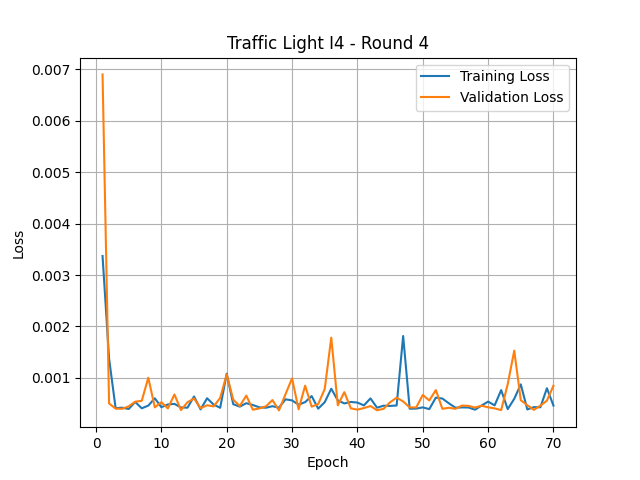 Traffic Light I4 - Round 4
Training Loss
Validation Loss
0.007
0.006
0.005
0.004
0.003
0.002
0.001
Loss
0 10 20 30 40 50 60 70
Epoch